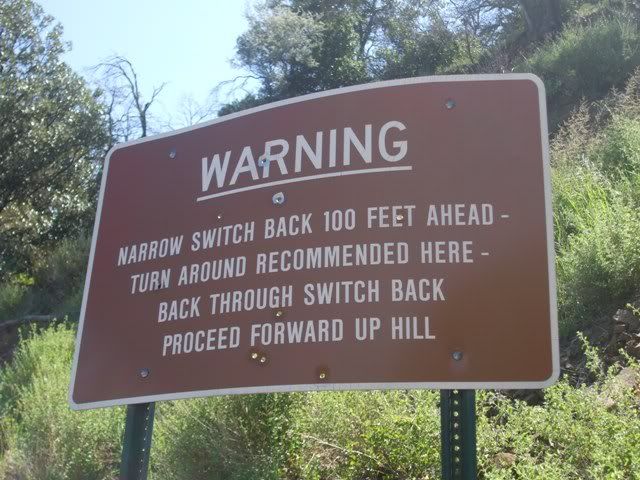 WARNING
NARROW SWITCH BACK 100 FEET AHEAD -
TURN AROUND RECOMMENDED HERE -
BACK THROUGH SWITCH BACK
PROCEED FORWARD UP HILL